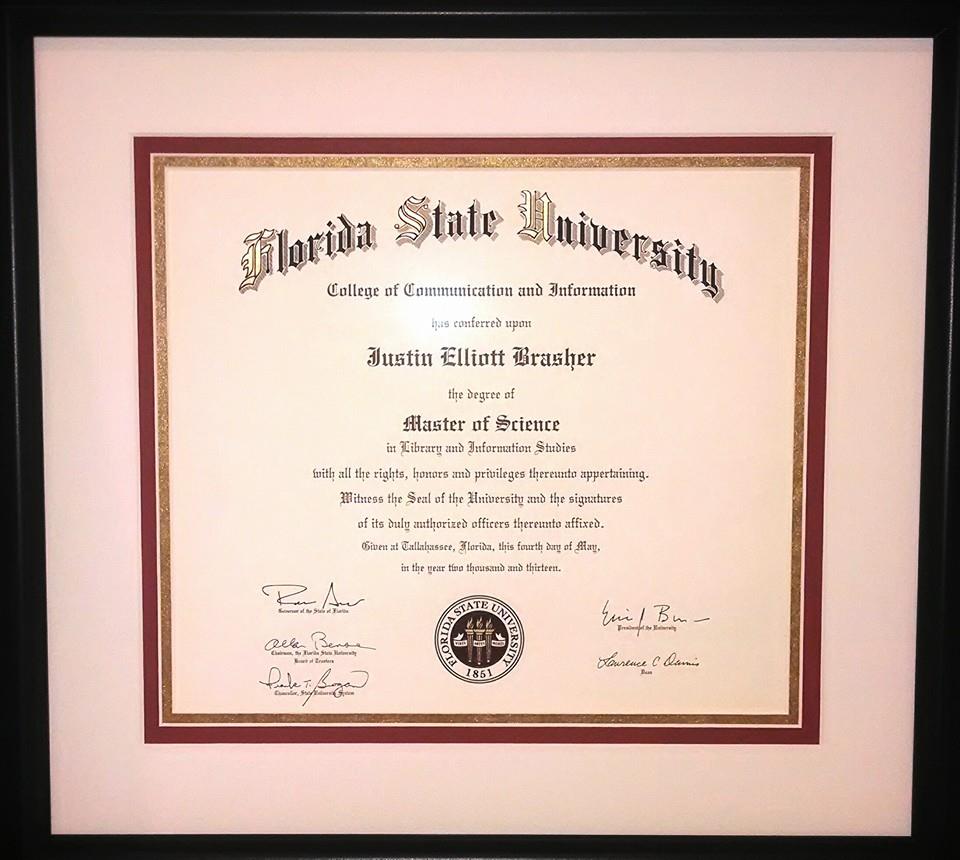 Florida State University
College of Communication and Information
has conferred upon
Justin Elliott Brasher
the degree of
Master of Science
in Library and Information Studies
with all the rights, honors and privileges thereunto appertaining.
Witness the Seal of the University and the signatures
of its duly authorized officers thereunto affixed.
Given at Tallahassee, Florida, this fourth day of May,
in the year two thousand and thirteen.
Governor of the State of Florida
Allan Bense
Chairman, the Florida State University
Board of Trustees
Chancellor, State University System
FLORIDA STATE UNIVERSITY
1851
President of the University
Lawrence C Dennis
Dean